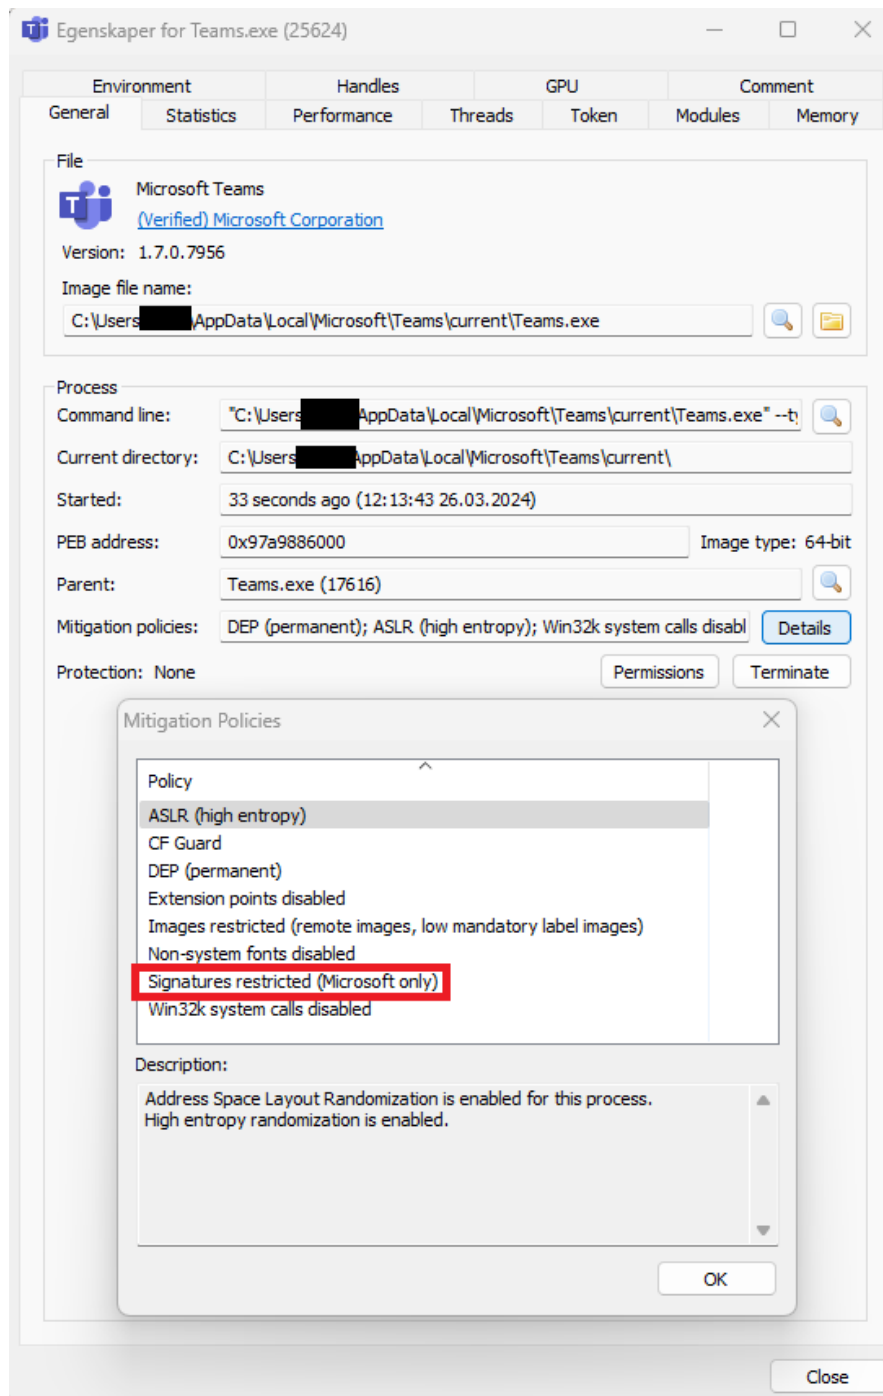 Egenskaper for Teams.exe (25624)
Environment Handles GPU Comment
General Statistics Performance Threads Token Modules Memory
File
Microsoft Teams
(Verified) Microsoft Corporation
Version: 1.7.0.7956
Image file name:
C:\Users \AppData\Local\Microsoft\Teams\current\Teams.exe
Process
Command line: "C:\Users AppData\Local\Microsoft\Teams\current\Teams.exe" --ty
Current directory: C:\Users AppData\Local\Microsoft\Teams\current\
Started: 33 seconds ago (12:13:43 26.03.2024)
PEB address: 0x97a9886000 Image type: 64-bit
Parent: Teams.exe (17616)
Mitigation policies: DEP (permanent); ASLR (high entropy); Win32k system calls disabl Details
Protection: None Permissions Terminate
Mitigation Policies
Policy
ASLR (high entropy)
CF Guard
DEP (permanent)
Extension points disabled
Images restricted (remote images, low mandatory label images)
Non-system fonts disabled
Signatures restricted (Microsoft only)
Win32k system calls disabled
Description:
Address Space Layout Randomization is enabled for this process.
High entropy randomization is enabled.
OK
Close